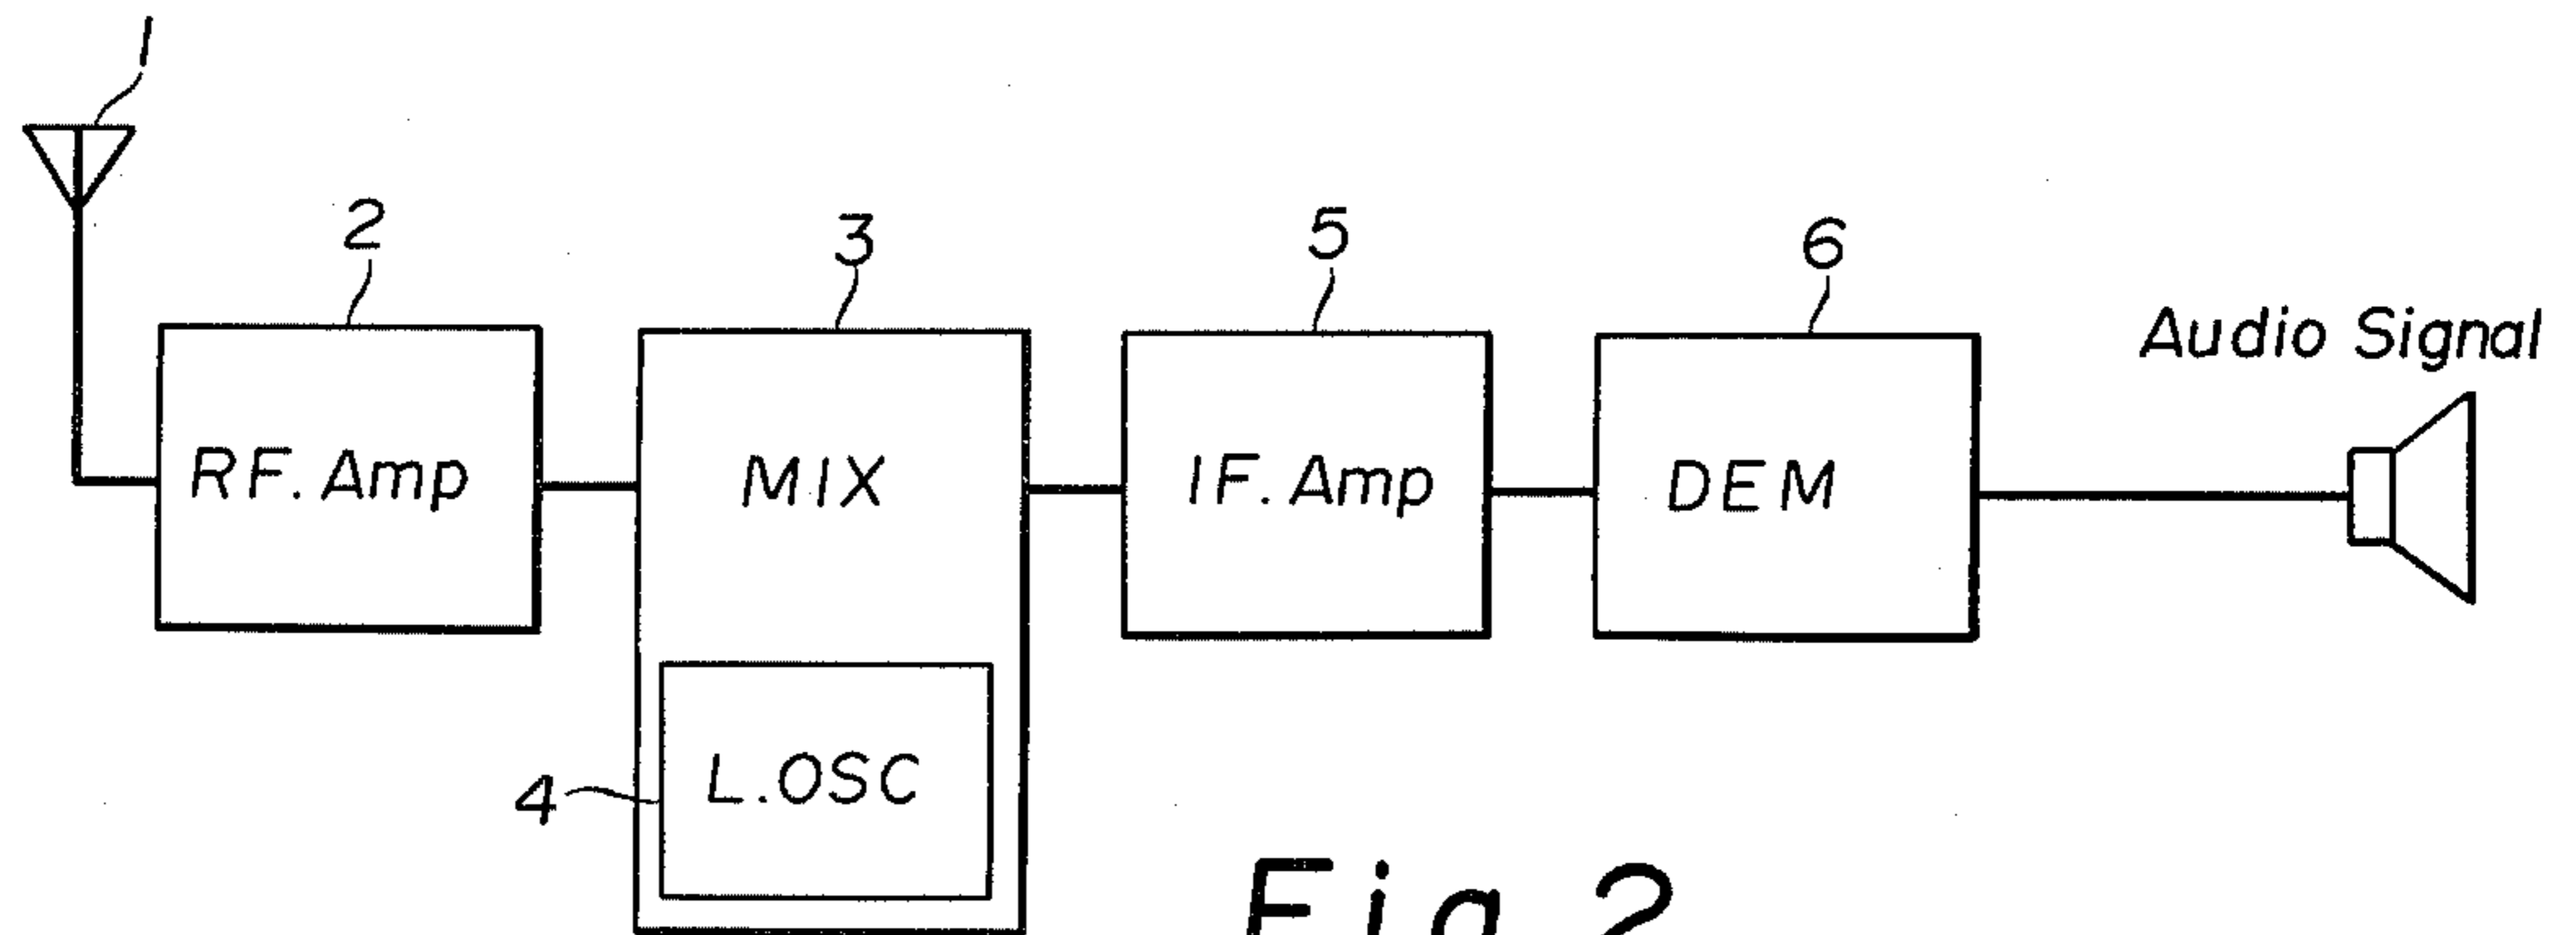 1
2
3
5
6
Audio Signal
RF. Amp
MIX
IF. Amp
DEM
4
L.OSC
Fig 2